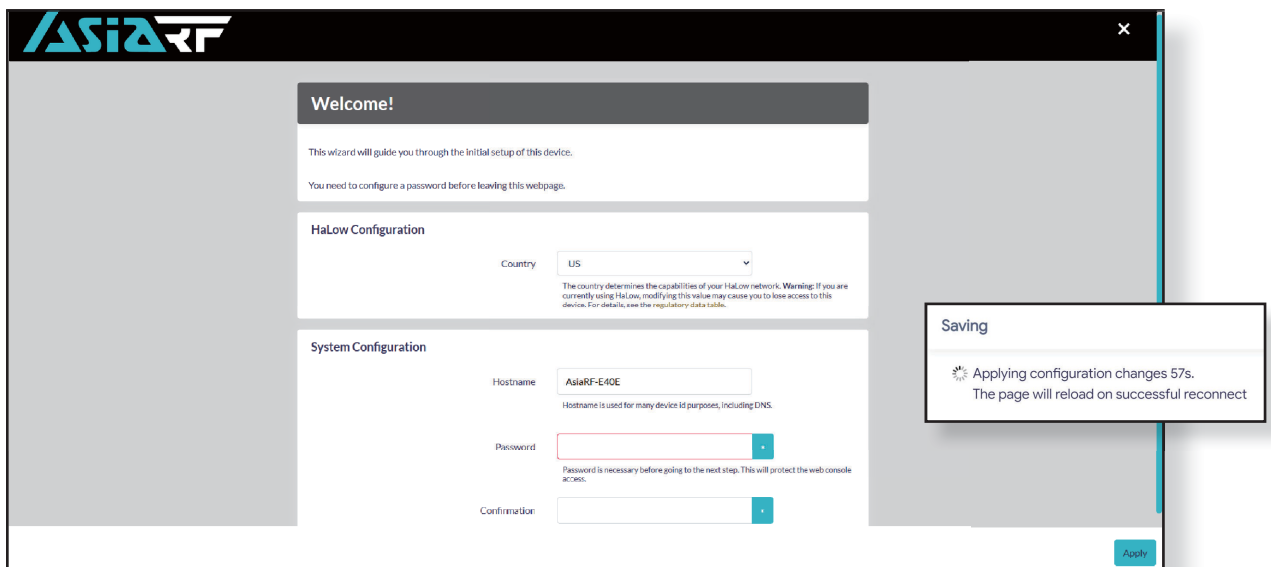 AsiaRF
×
Welcome!
This wizard will guide you through the initial setup of this device.
You need to configure a password before leaving this webpage.
HaLow Configuration
Country
US
The country determines the capabilities of your HaLow network. Warning: If you are
currently using HaLow, modifying this value may cause you to lose access to this
device. For details, see the regulatory data table.
System Configuration
Hostname
AsiaRF-E40E
Hostname is used for many device id purposes, including DNS.
Password
*
Password is necessary before going to the next step. This will protect the web console
access.
Confirmation
*
Apply
Saving
Applying configuration changes 57s.
The page will reload on successful reconnect